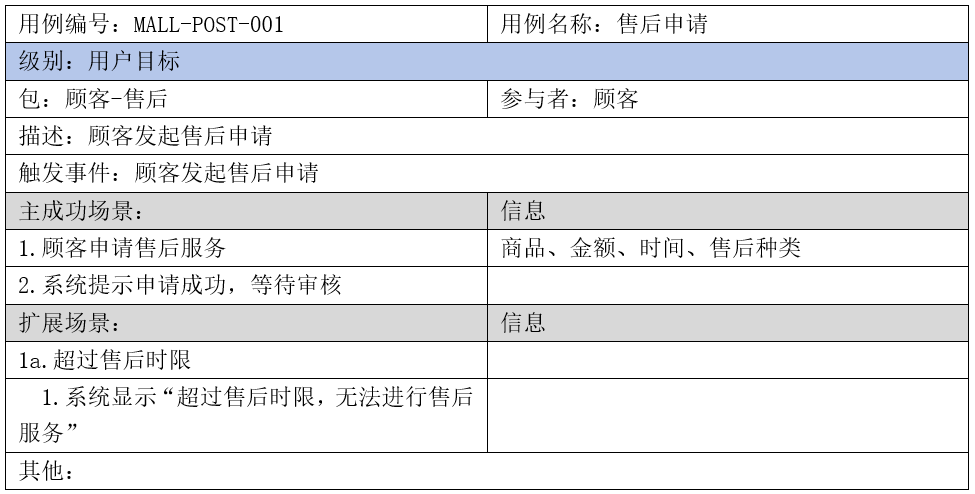 用例编号：MALL-POST-001
用例名称：售后申请
级别：用户目标
包：顾客-售后
参与者：顾客
描述：顾客发起售后申请
触发事件：顾客发起售后申请
主成功场景：
信息
1.顾客申请售后服务
商品、金额、时间、售后种类
2.系统提示申请成功，等待审核
扩展场景：
信息
1a.超过售后时限
1.系统显示“超过售后时限，无法进行售后
服务”
其他：